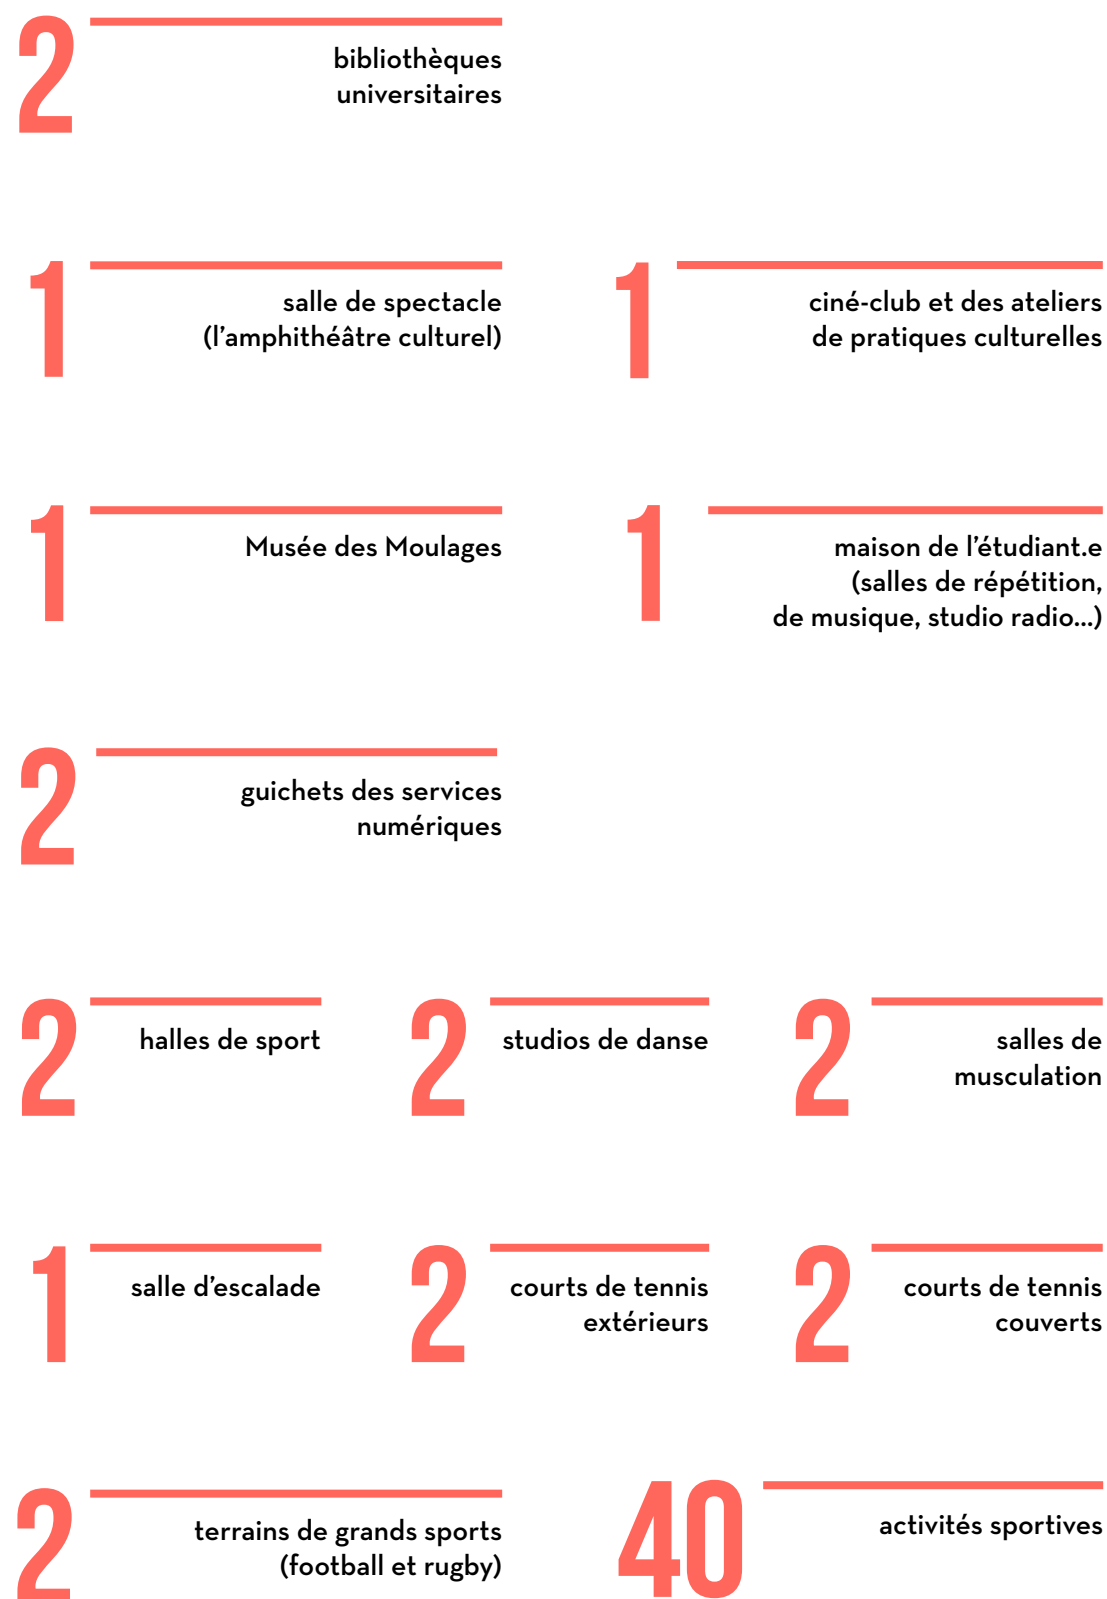 2
bibliothèques
universitaires
1
salle de spectacle
(l’amphithéâtre culturel)
1
ciné-club et des ateliers
de pratiques culturelles
1
Musée des Moulages
1
maison de l’étudiant.e
(salles de répétition,
de musique, studio radio...)
2
guichets des services
numériques
2
halles de sport
2
studios de danse
2
salles de
musculation
1
salle d’escalade
2
courts de tennis
extérieurs
2
courts de tennis
couverts
2
terrains de grands sports
(football et rugby)
40
activités sportives